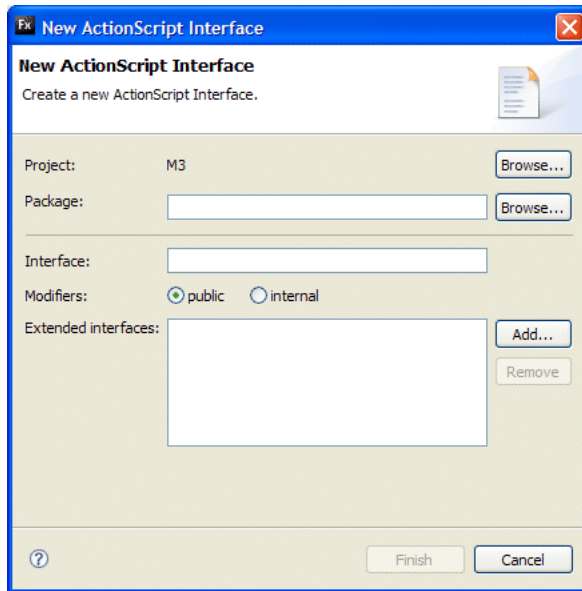 Fx New ActionScript Interface
New ActionScript Interface
Create a new ActionScript Interface.
Project: M3 Browse...
Package: Browse...
Interface:
Modifiers: public internal
Extended interfaces: Add...
Remove
? Finish Cancel